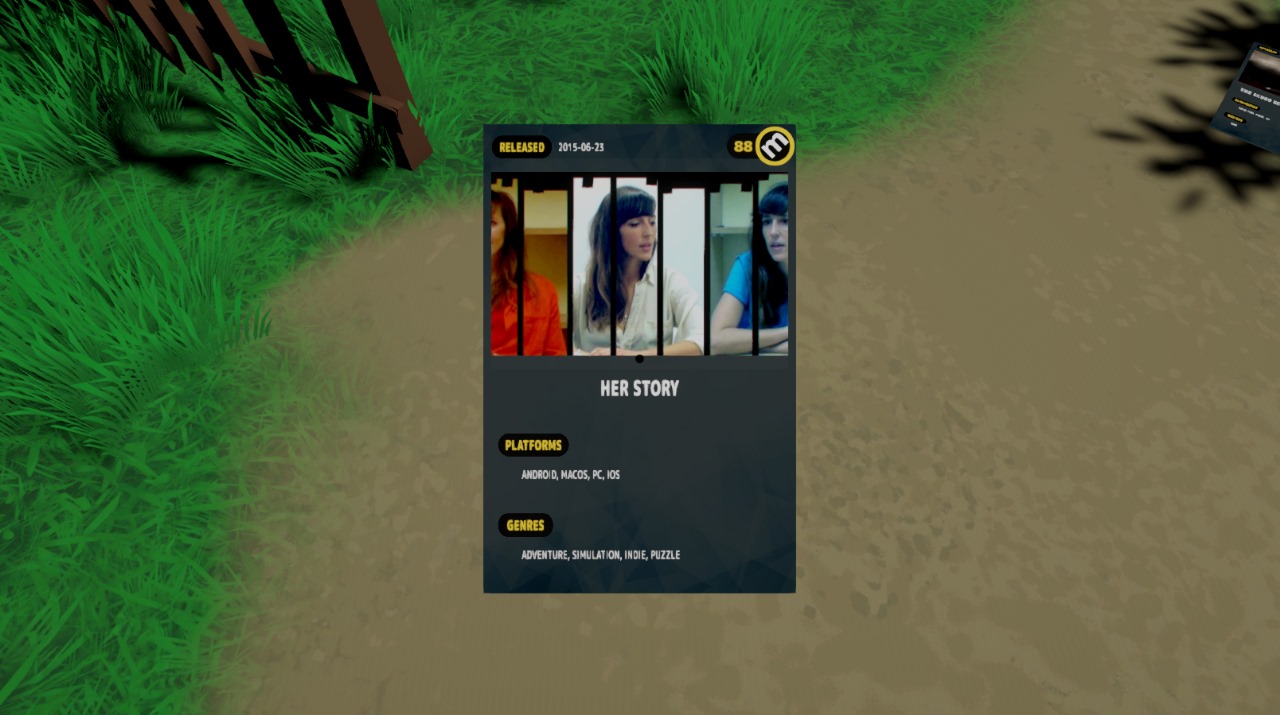 RELEASED 2015-06-23 88 m
HER STORY
PLATFORMS
ANDROID, MACOS, PC, IOS
GENRES
ADVENTURE, SIMULATION, INDIE, PUZZLE